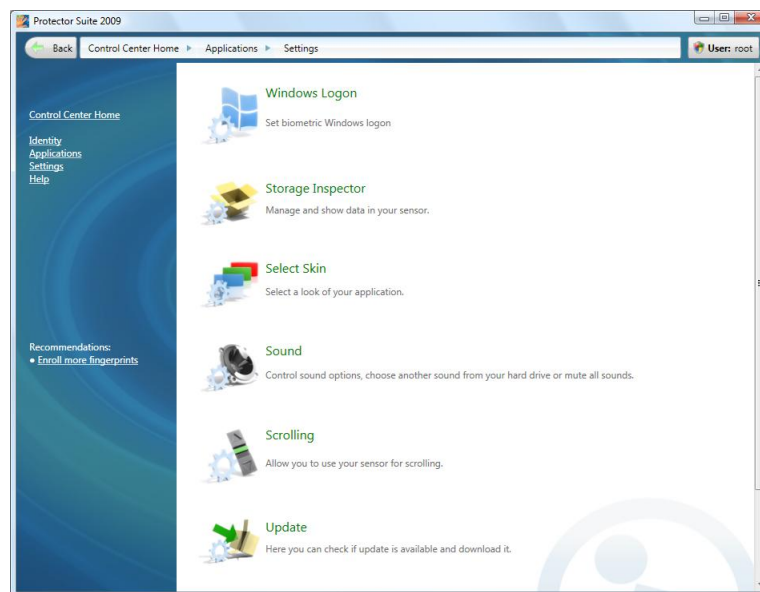 Protector Suite 2009
Back
Control Center Home
Applications
Settings
User: root
Control Center Home
Identity
Applications
Settings
Help
Recommendations:
• Enroll more fingerprints
Windows Logon
Set biometric Windows logon
Storage Inspector
Manage and show data in your sensor.
Select Skin
Select a look of your application.
Sound
Control sound options, choose another sound from your hard drive or mute all sounds.
Scrolling
Allow you to use your sensor for scrolling.
Update
Here you can check if update is available and download it.